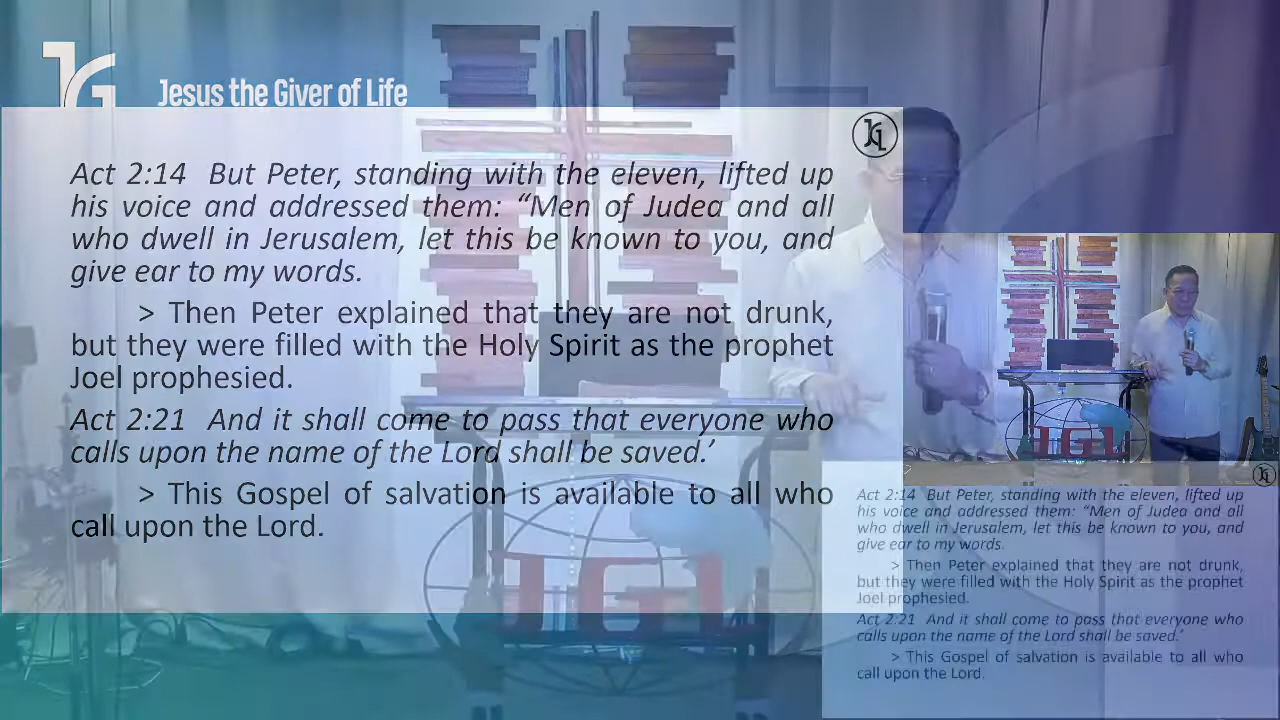 Jesus the Giver of Life
Act 2:14 But Peter, standing with the eleven, lifted up
his voice and addressed them: “Men of Judea and all
who dwell in Jerusalem, let this be known to you, and
give ear to my words.
> Then Peter explained that they are not drunk,
but they were filled with the Holy Spirit as the prophet
Joel prophesied.
Act 2:21 And it shall come to pass that everyone who
calls upon the name of the Lord shall be saved.’
> This Gospel of salvation is available to all who
call upon the Lord.
JGL
JGL
Act 2:14 But Peter, standing with the eleven, lifted up
his voice and addressed them: “Men of Judea and all
who dwell in Jerusalem, let this be known to you, and
give ear to my words.
> Then Peter explained that they are not drunk,
but they were filled with the Holy Spirit as the prophet
Joel prophesied.
Act 2:21 And it shall come to pass that everyone who
calls upon the name of the Lord shall be saved.’
> This Gospel of salvation is available to all who
call upon the Lord.